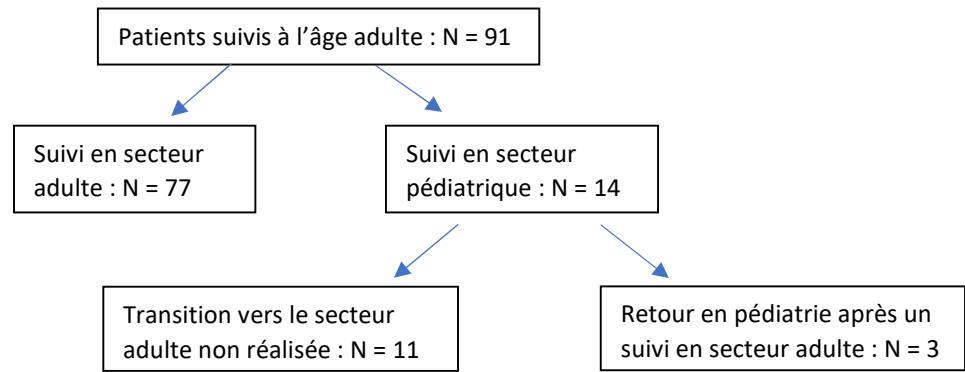 Patients suivis à l’âge adulte : N = 91
Suivi en secteur
adulte : N = 77
Suivi en secteur
pédiatrique : N = 14
Transition vers le secteur
adulte non réalisée : N = 11
Retour en pédiatrie après un
suivi en secteur adulte : N = 3